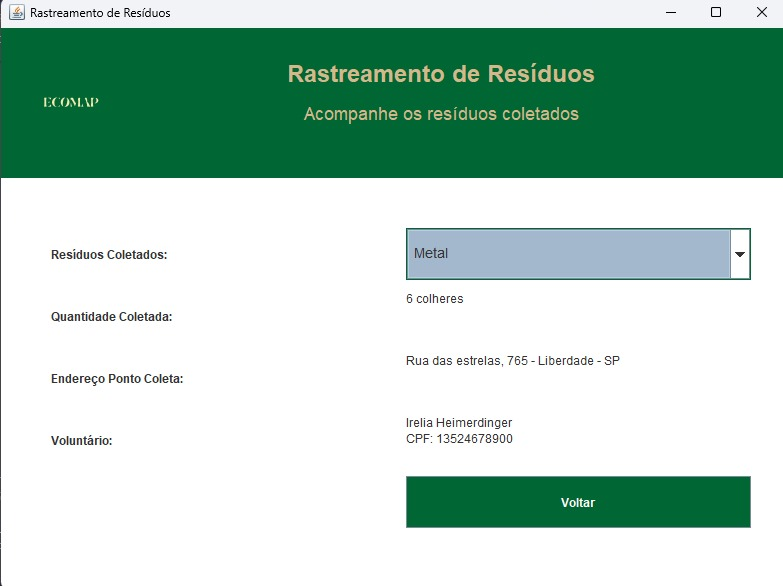 Rastreamento de Resíduos
Rastreamento de Resíduos
ECOMAP
Acompanhe os resíduos coletados
Resíduos Coletados:
Metal
Quantidade Coletada:
6 colheres
Endereço Ponto Coleta:
Rua das estrelas, 765 - Liberdade - SP
Voluntário:
Irelia Heimerdinger
CPF: 13524678900
Voltar